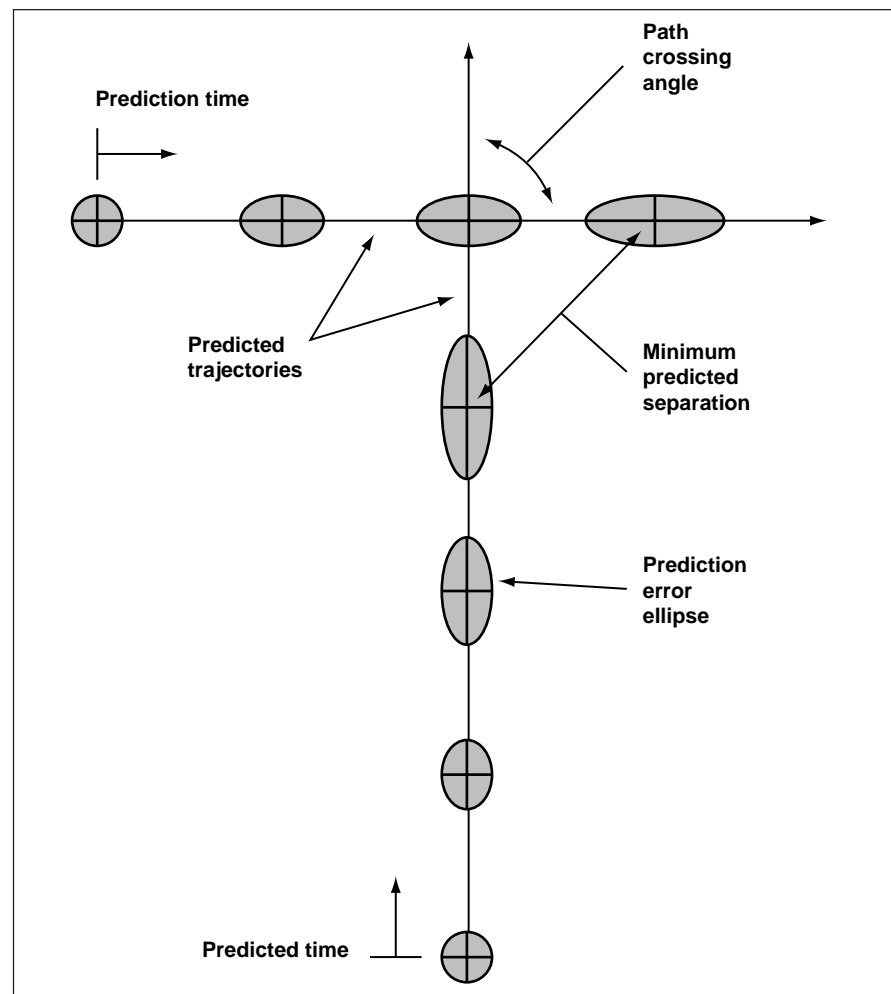 Path
crossing
angle
Prediction time
Predicted
trajectories
Minimum
predicted
separation
Prediction
error
ellipse
Predicted time